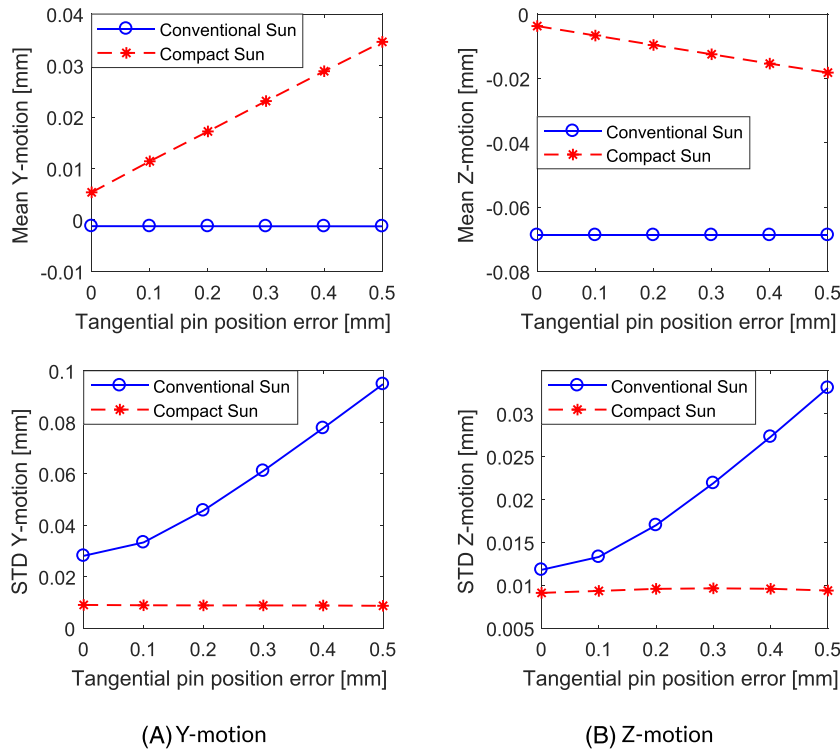 Conventional Sun
Compact Sun
0.04
0.03
0.02
0.01
0
-0.01
Mean Y-motion [mm]
0 0.1 0.2 0.3 0.4 0.5
Tangential pin position error [mm]
0
-0.02
-0.04
-0.06
-0.08
Mean Z-motion [mm]
Conventional Sun
Compact Sun
0 0.1 0.2 0.3 0.4 0.5
Tangential pin position error [mm]
Conventional Sun
Compact Sun
0.1
0.08
0.06
0.04
0.02
0
STD Y-motion [mm]
0 0.1 0.2 0.3 0.4 0.5
Tangential pin position error [mm]
Conventional Sun
Compact Sun
0.03
0.025
0.02
0.015
0.010
0.005
STD Z-motion [mm]
0 0.1 0.2 0.3 0.4 0.5
Tangential pin position error [mm]
(A) Y-motion
(B) Z-motion